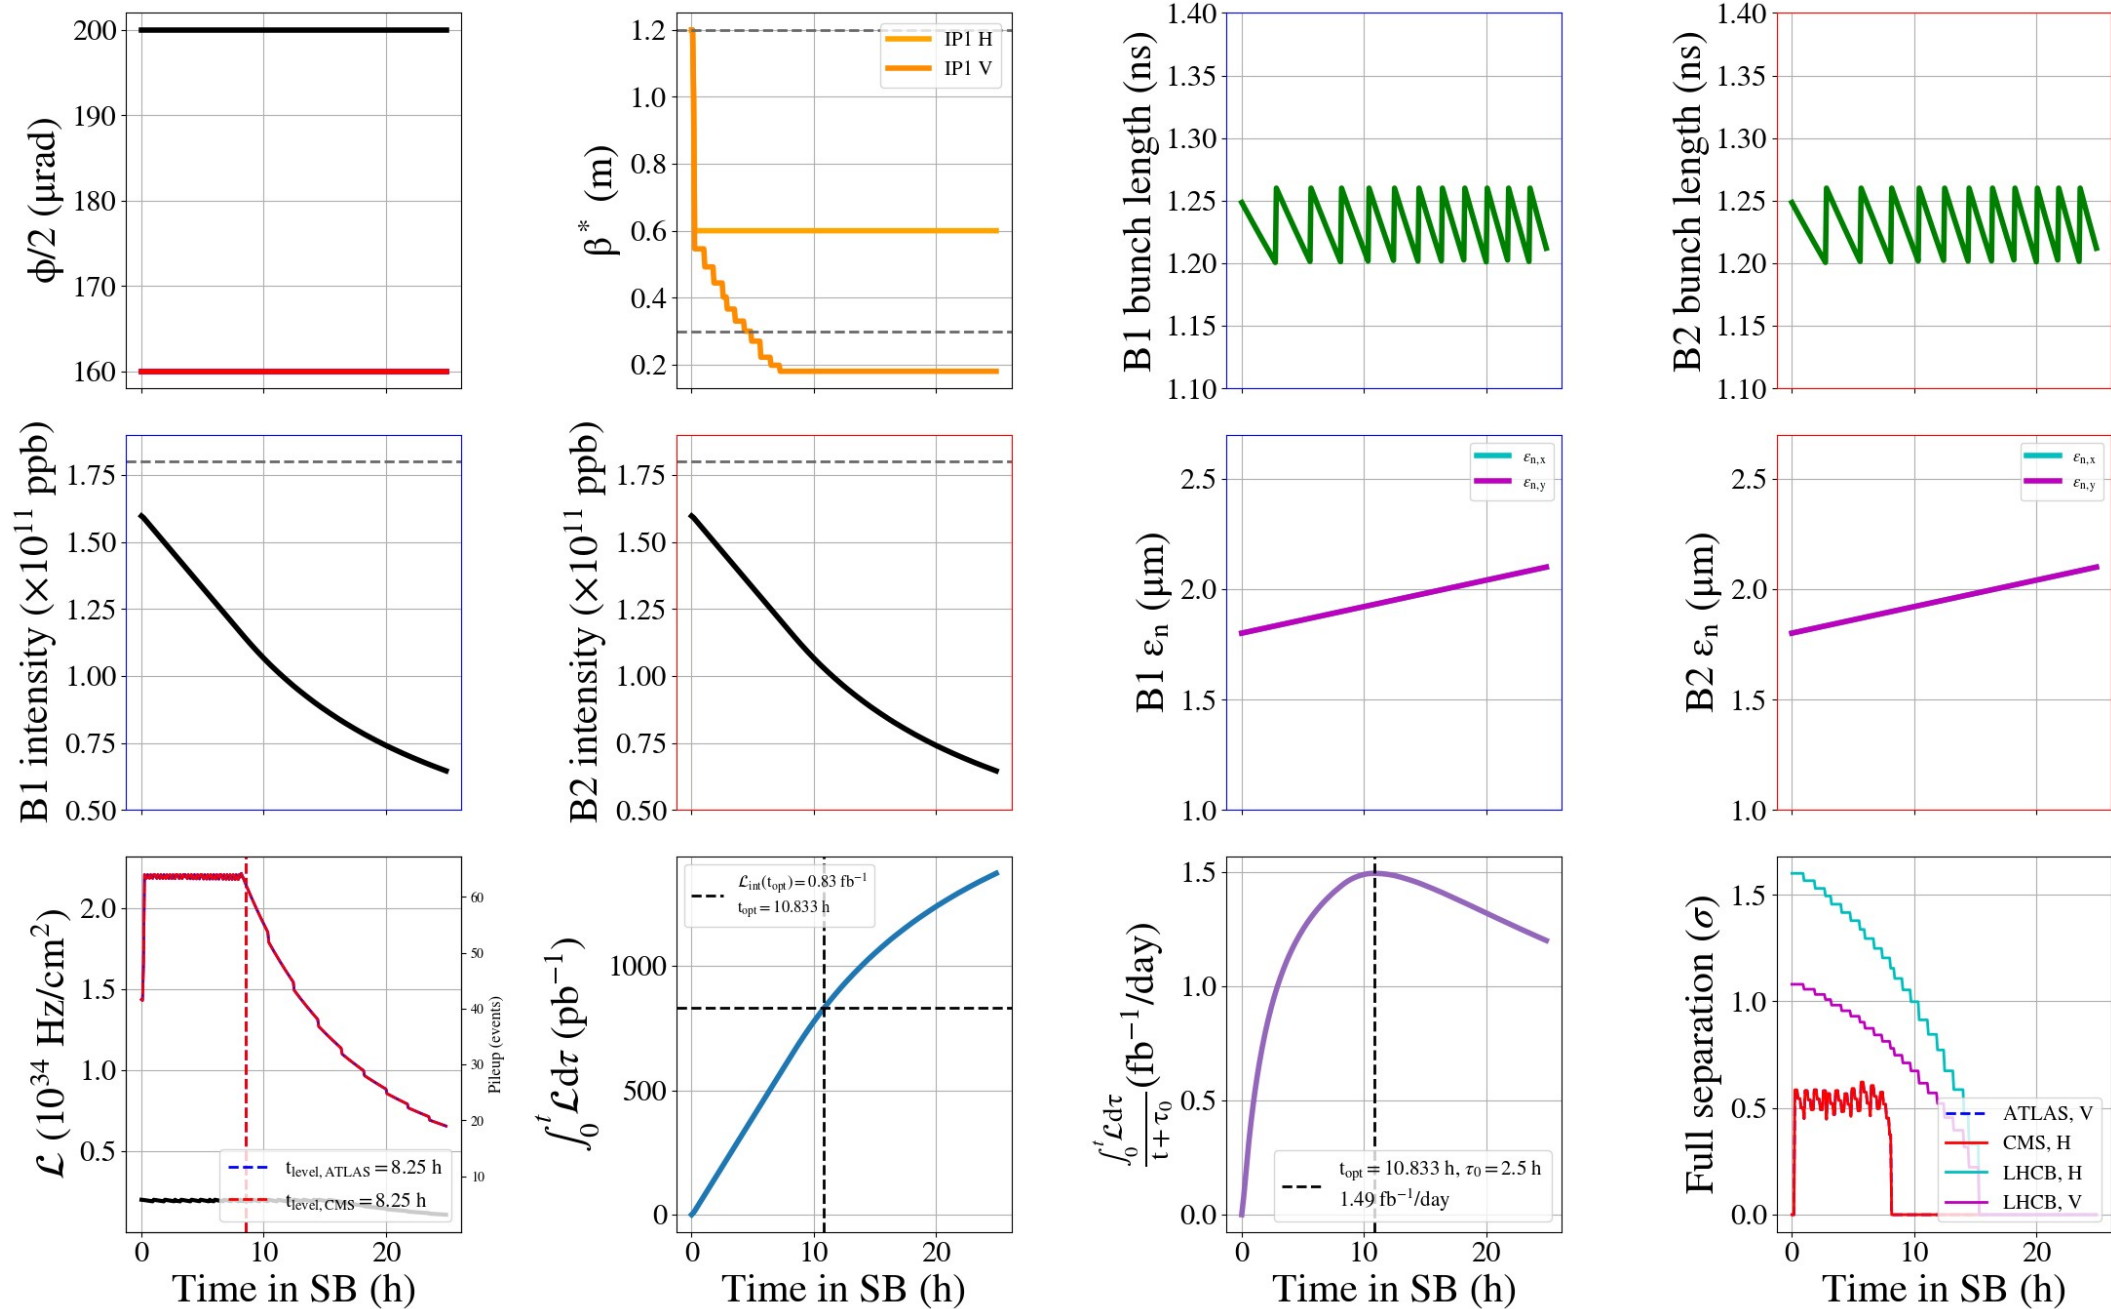 200
190
180
170
160
ϕ/2 (μrad)
1.2
1.0
0.8
0.6
0.4
0.2
β* (m)
IP1 H
IP1 V
1.40
1.35
1.30
1.25
1.20
1.15
1.10
B1 bunch length (ns)
1.40
1.35
1.30
1.25
1.20
1.15
1.10
B2 bunch length (ns)
1.75
1.50
1.25
1.00
0.75
0.50
B1 intensity (×10¹¹ ppb)
1.75
1.50
1.25
1.00
0.75
0.50
B2 intensity (×10¹¹ ppb)
2.5
2.0
1.5
1.0
B1 εₙ (μm)
εn,x
εn,y
2.5
2.0
1.5
1.0
B2 εₙ (μm)
εn,x
εn,y
2.0
1.5
1.0
0.5
ℒ (10³⁴ Hz/cm²)
60
50
40
30
20
10
Pileup (events)
tlevel, ATLAS = 8.25 h
tlevel, CMS = 8.25 h
0 10 20
Time in SB (h)
1000
500
0
∫₀ᵗ ℒdτ (pb⁻¹)
ℒint(topt) = 0.83 fb⁻¹
topt = 10.833 h
0 10 20
Time in SB (h)
1.5
1.0
0.5
0.0
∫₀ᵗ ℒdτ / t + τ₀ (fb⁻¹/day)
topt = 10.833 h, τ₀ = 2.5 h
1.49 fb⁻¹/day
0 10 20
Time in SB (h)
1.5
1.0
0.5
0.0
Full separation (σ)
ATLAS, V
CMS, H
LHCB, H
LHCB, V
0 10 20
Time in SB (h)